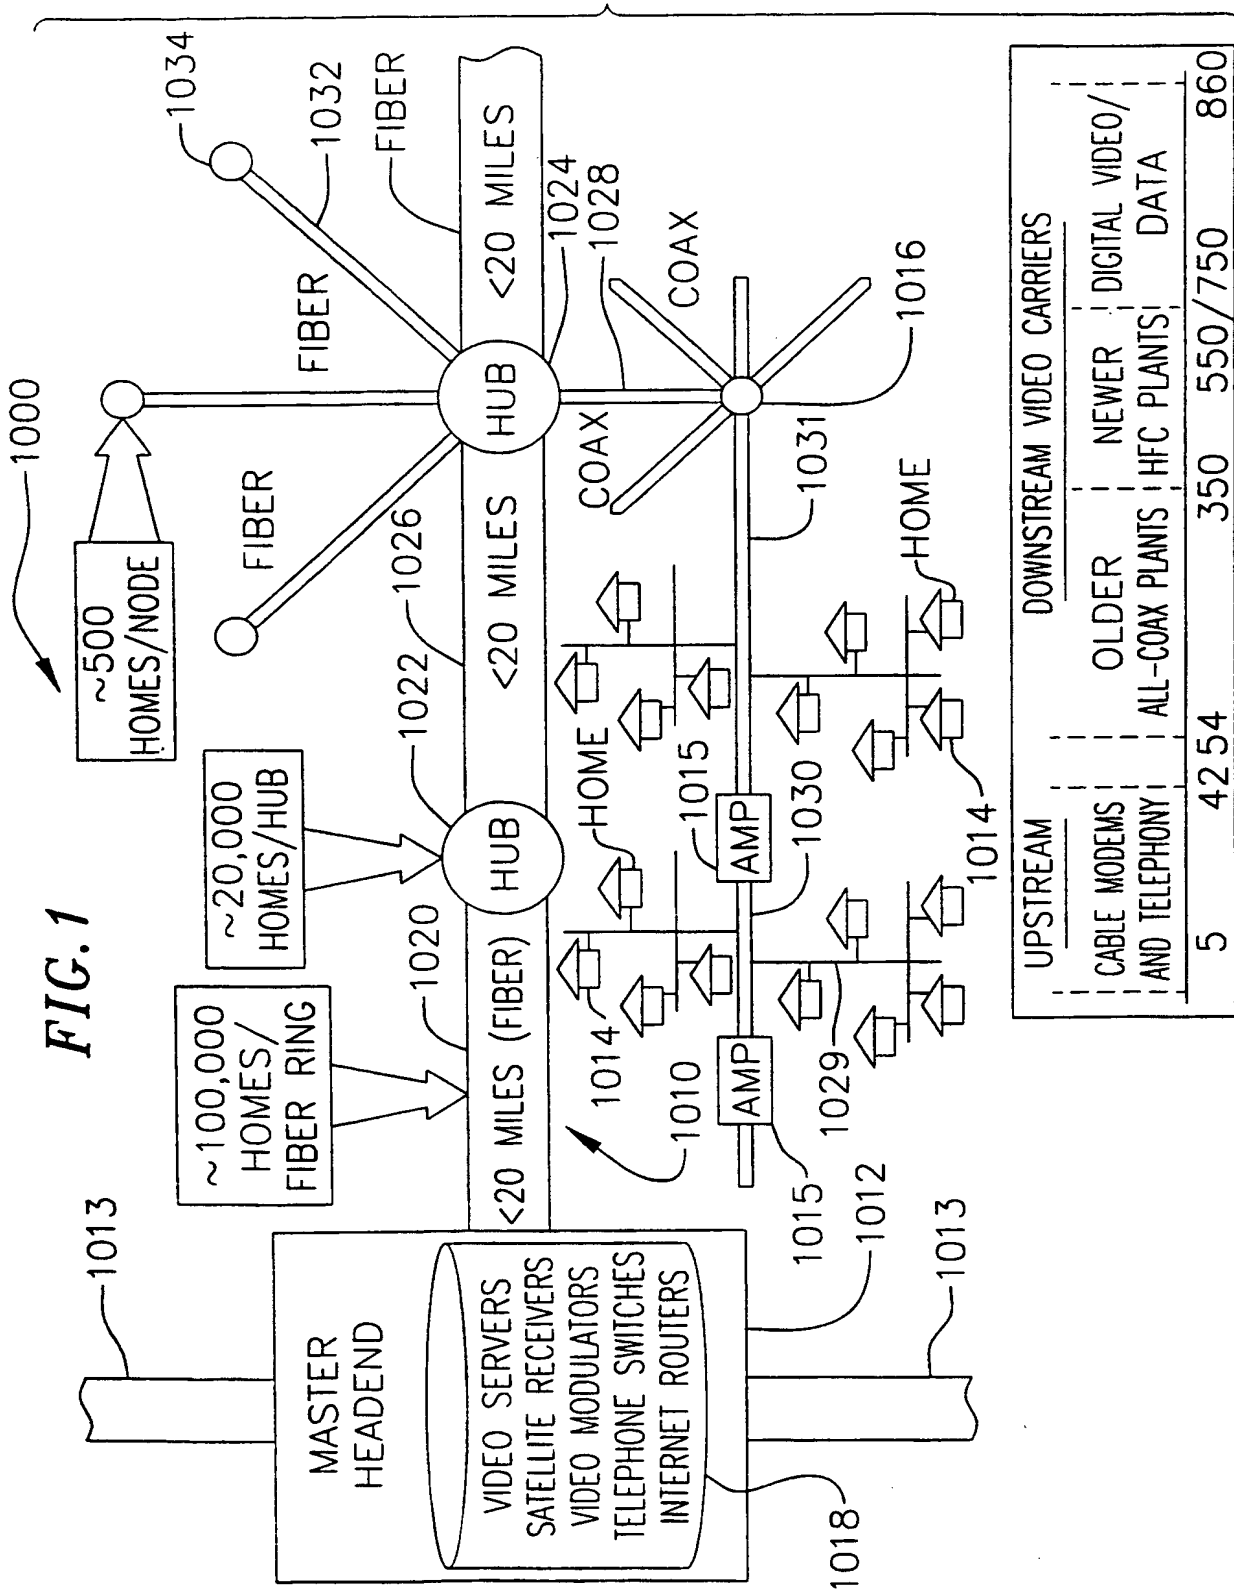 FIG.1
1000
1013
MASTER
HEADEND
VIDEO SERVERS
SATELLITE RECEIVERS
VIDEO MODULATORS
TELEPHONE SWITCHES
INTERNET ROUTERS
1018
1012
1013
~100,000
HOMES/
FIBER RING
~20,000
HOMES/HUB
~500
HOMES/NODE
1020
<20 MILES (FIBER)
1022
HUB
1026
<20 MILES
HUB
<20 MILES
FIBER
FIBER
FIBER
1034
1032
1024
1028
1010
COAX
COAX
1016
1031
HOME
1014
1015
AMP
AMP
1015
1029
1030
HOME
1014
UPSTREAM
DOWNSTREAM VIDEO CARRIERS
CABLE MODEMS
AND TELEPHONY
OLDER
ALL-COAX PLANTS
NEWER
HFC PLANTS
DIGITAL VIDEO/
DATA
5 42 54 350 550/750 860